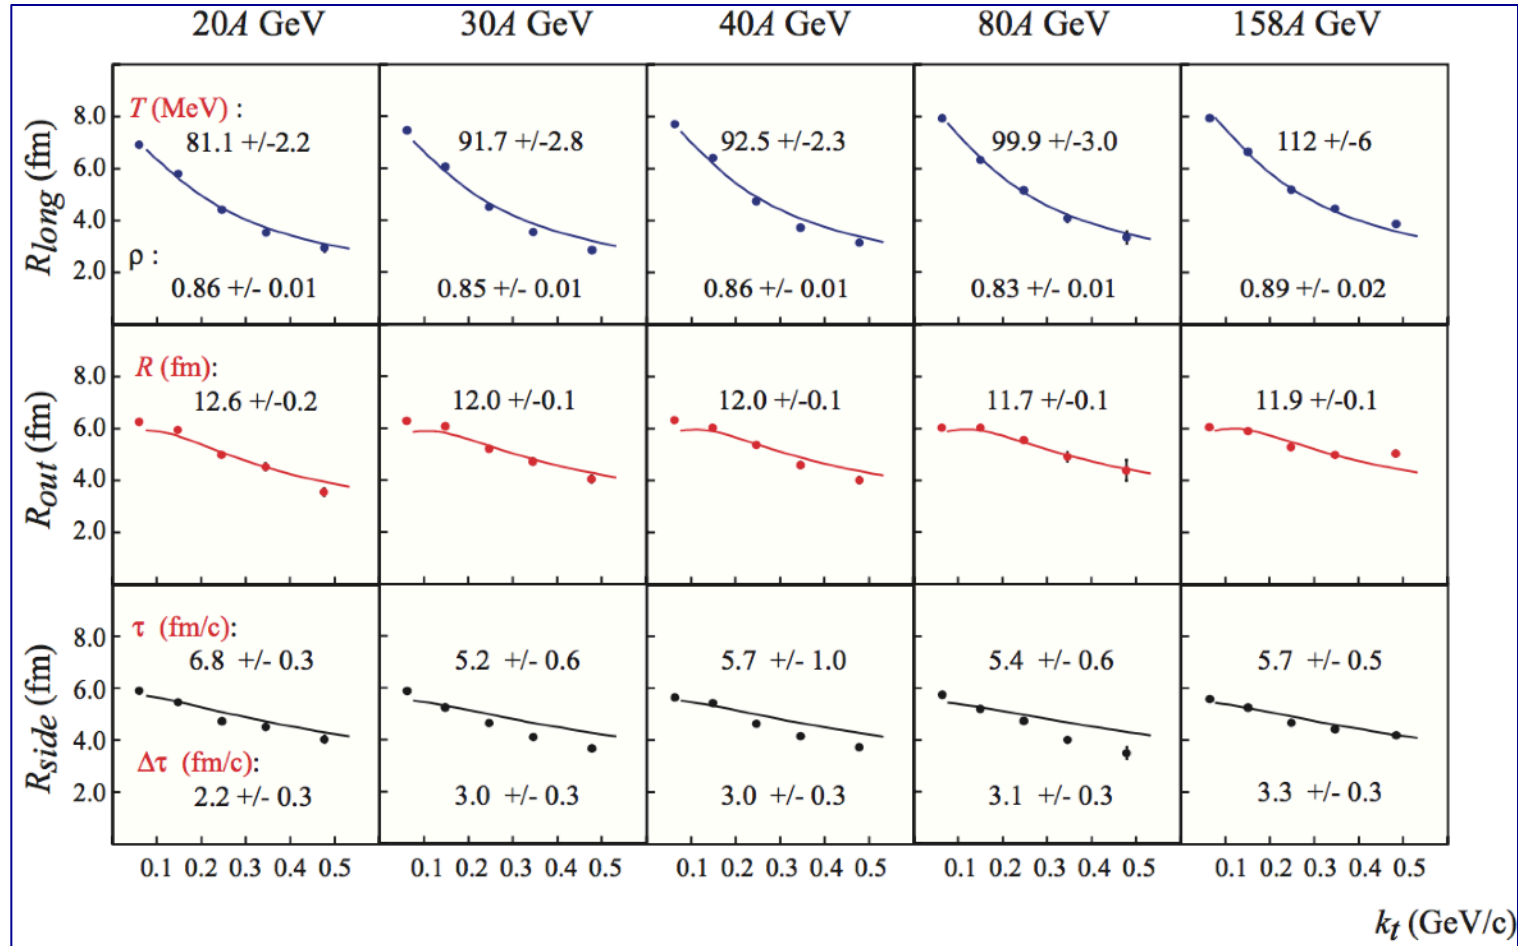 20A GeV 30A GeV 40A GeV 80A GeV 158A GeV
R_long (fm)
8.0
6.0
4.0
2.0
T (MeV) :
81.1 +/-2.2 91.7 +/-2.8 92.5 +/-2.3 99.9 +/-3.0 112 +/-6
ρ :
0.86 +/- 0.01 0.85 +/- 0.01 0.86 +/- 0.01 0.83 +/- 0.01 0.89 +/- 0.02
R_out (fm)
8.0
6.0
4.0
2.0
R (fm):
12.6 +/-0.2 12.0 +/-0.1 12.0 +/-0.1 11.7 +/-0.1 11.9 +/-0.1
R_side (fm)
8.0
6.0
4.0
2.0
τ (fm/c):
6.8 +/- 0.3 5.2 +/- 0.6 5.7 +/- 1.0 5.4 +/- 0.6 5.7 +/- 0.5
Δτ (fm/c):
2.2 +/- 0.3 3.0 +/- 0.3 3.0 +/- 0.3 3.1 +/- 0.3 3.3 +/- 0.3
0.1 0.2 0.3 0.4 0.5 0.1 0.2 0.3 0.4 0.5 0.1 0.2 0.3 0.4 0.5 0.1 0.2 0.3 0.4 0.5 0.1 0.2 0.3 0.4 0.5
k_t (GeV/c)